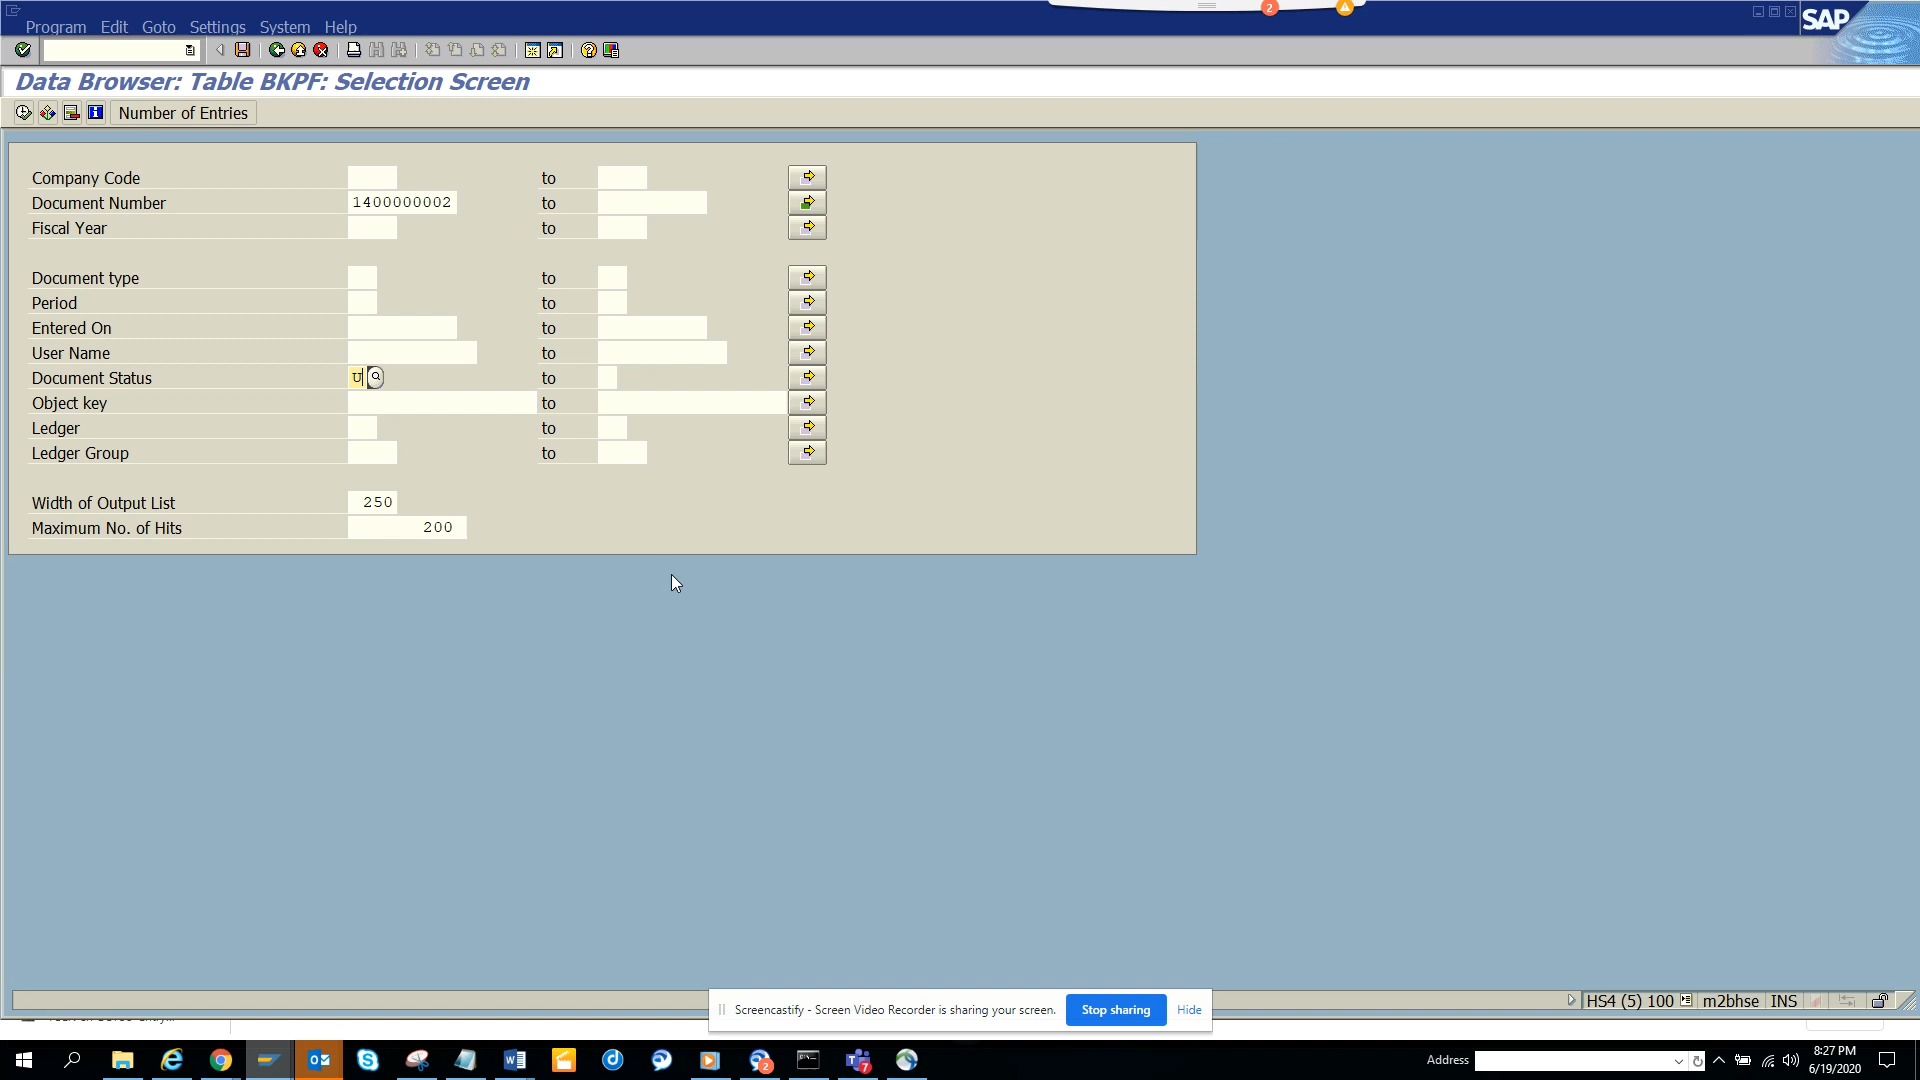 Program Edit Goto Settings System Help
SAP
Data Browser: Table BKPF: Selection Screen
Number of Entries
Company Code to
Document Number 1400000002 to
Fiscal Year to
Document type to
Period to
Entered On to
User Name to
Document Status U to
Object key to
Ledger to
Ledger Group to
Width of Output List 250
Maximum No. of Hits 200
HS4 (5) 100 m2bhse INS
Screencastify - Screen Video Recorder is sharing your screen. Stop sharing Hide
Address
8:27 PM
6/19/2020
2
2
7